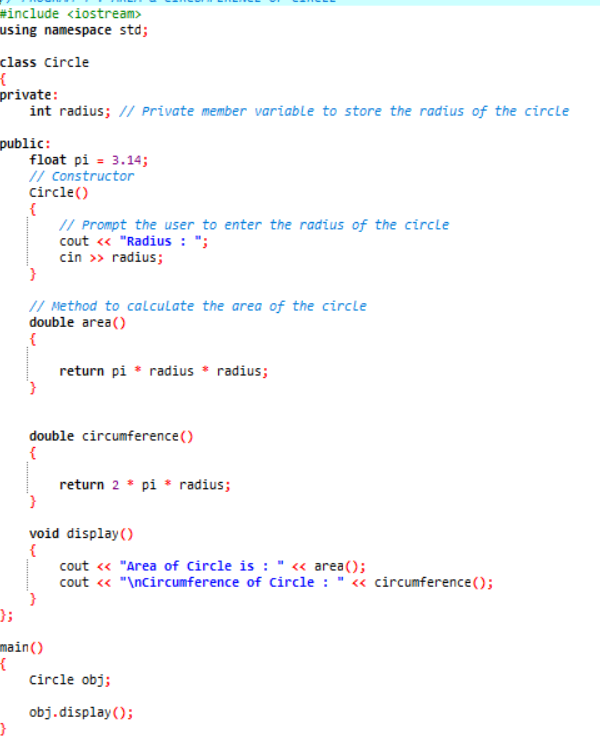 #include <iostream>
using namespace std;
class Circle
{
private:
int radius; // Private member variable to store the radius of the circle
public:
float pi = 3.14;
// Constructor
Circle()
{
// Prompt the user to enter the radius of the circle
cout << "Radius : ";
cin >> radius;
}
// Method to calculate the area of the circle
double area()
{
return pi * radius * radius;
}
double circumference()
{
return 2 * pi * radius;
}
void display()
{
cout << "Area of Circle is : " << area();
cout << "\nCircumference of Circle : " << circumference();
}
};
main()
{
Circle obj;
obj.display();
}